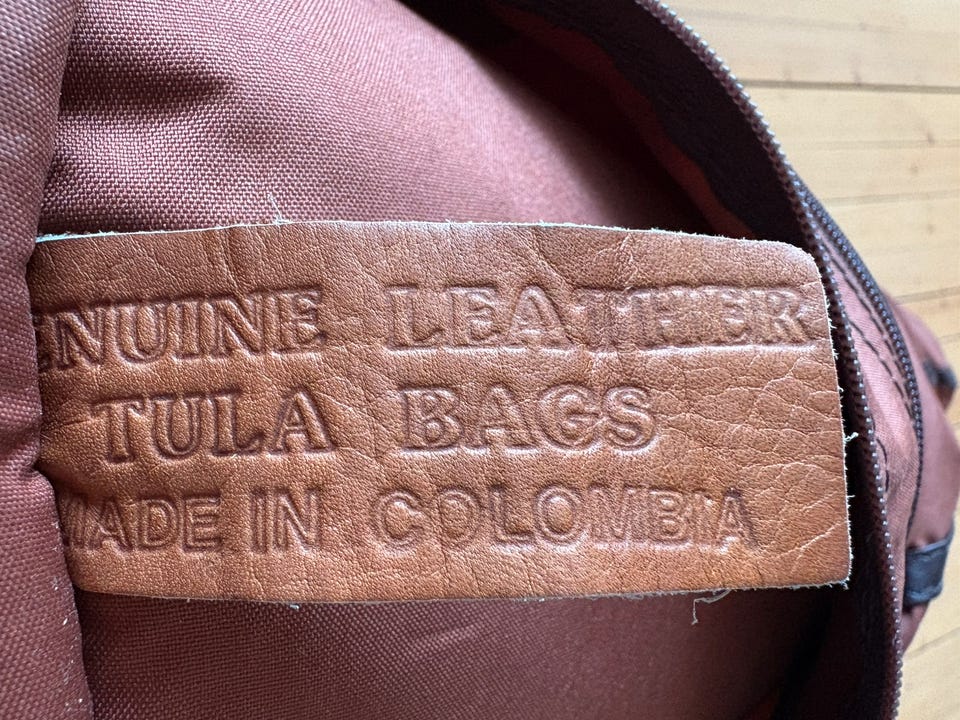 ENUINE LEATHER
TULA BAGS
MADE IN COLOMBIA